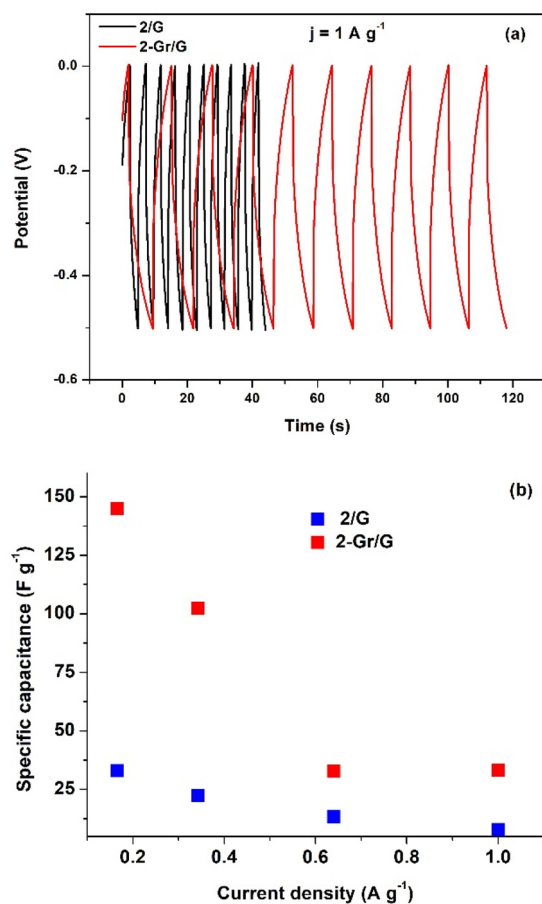 2/G
2-Gr/G
j = 1 A g⁻¹
(a)
0.0
-0.2
-0.4
-0.6
Potential (V)
0 20 40 60 80 100 120
Time (s)
(b)
2/G
2-Gr/G
150
125
100
75
50
25
Specific capacitance (F g⁻¹)
0.2 0.4 0.6 0.8 1.0
Current density (A g⁻¹)